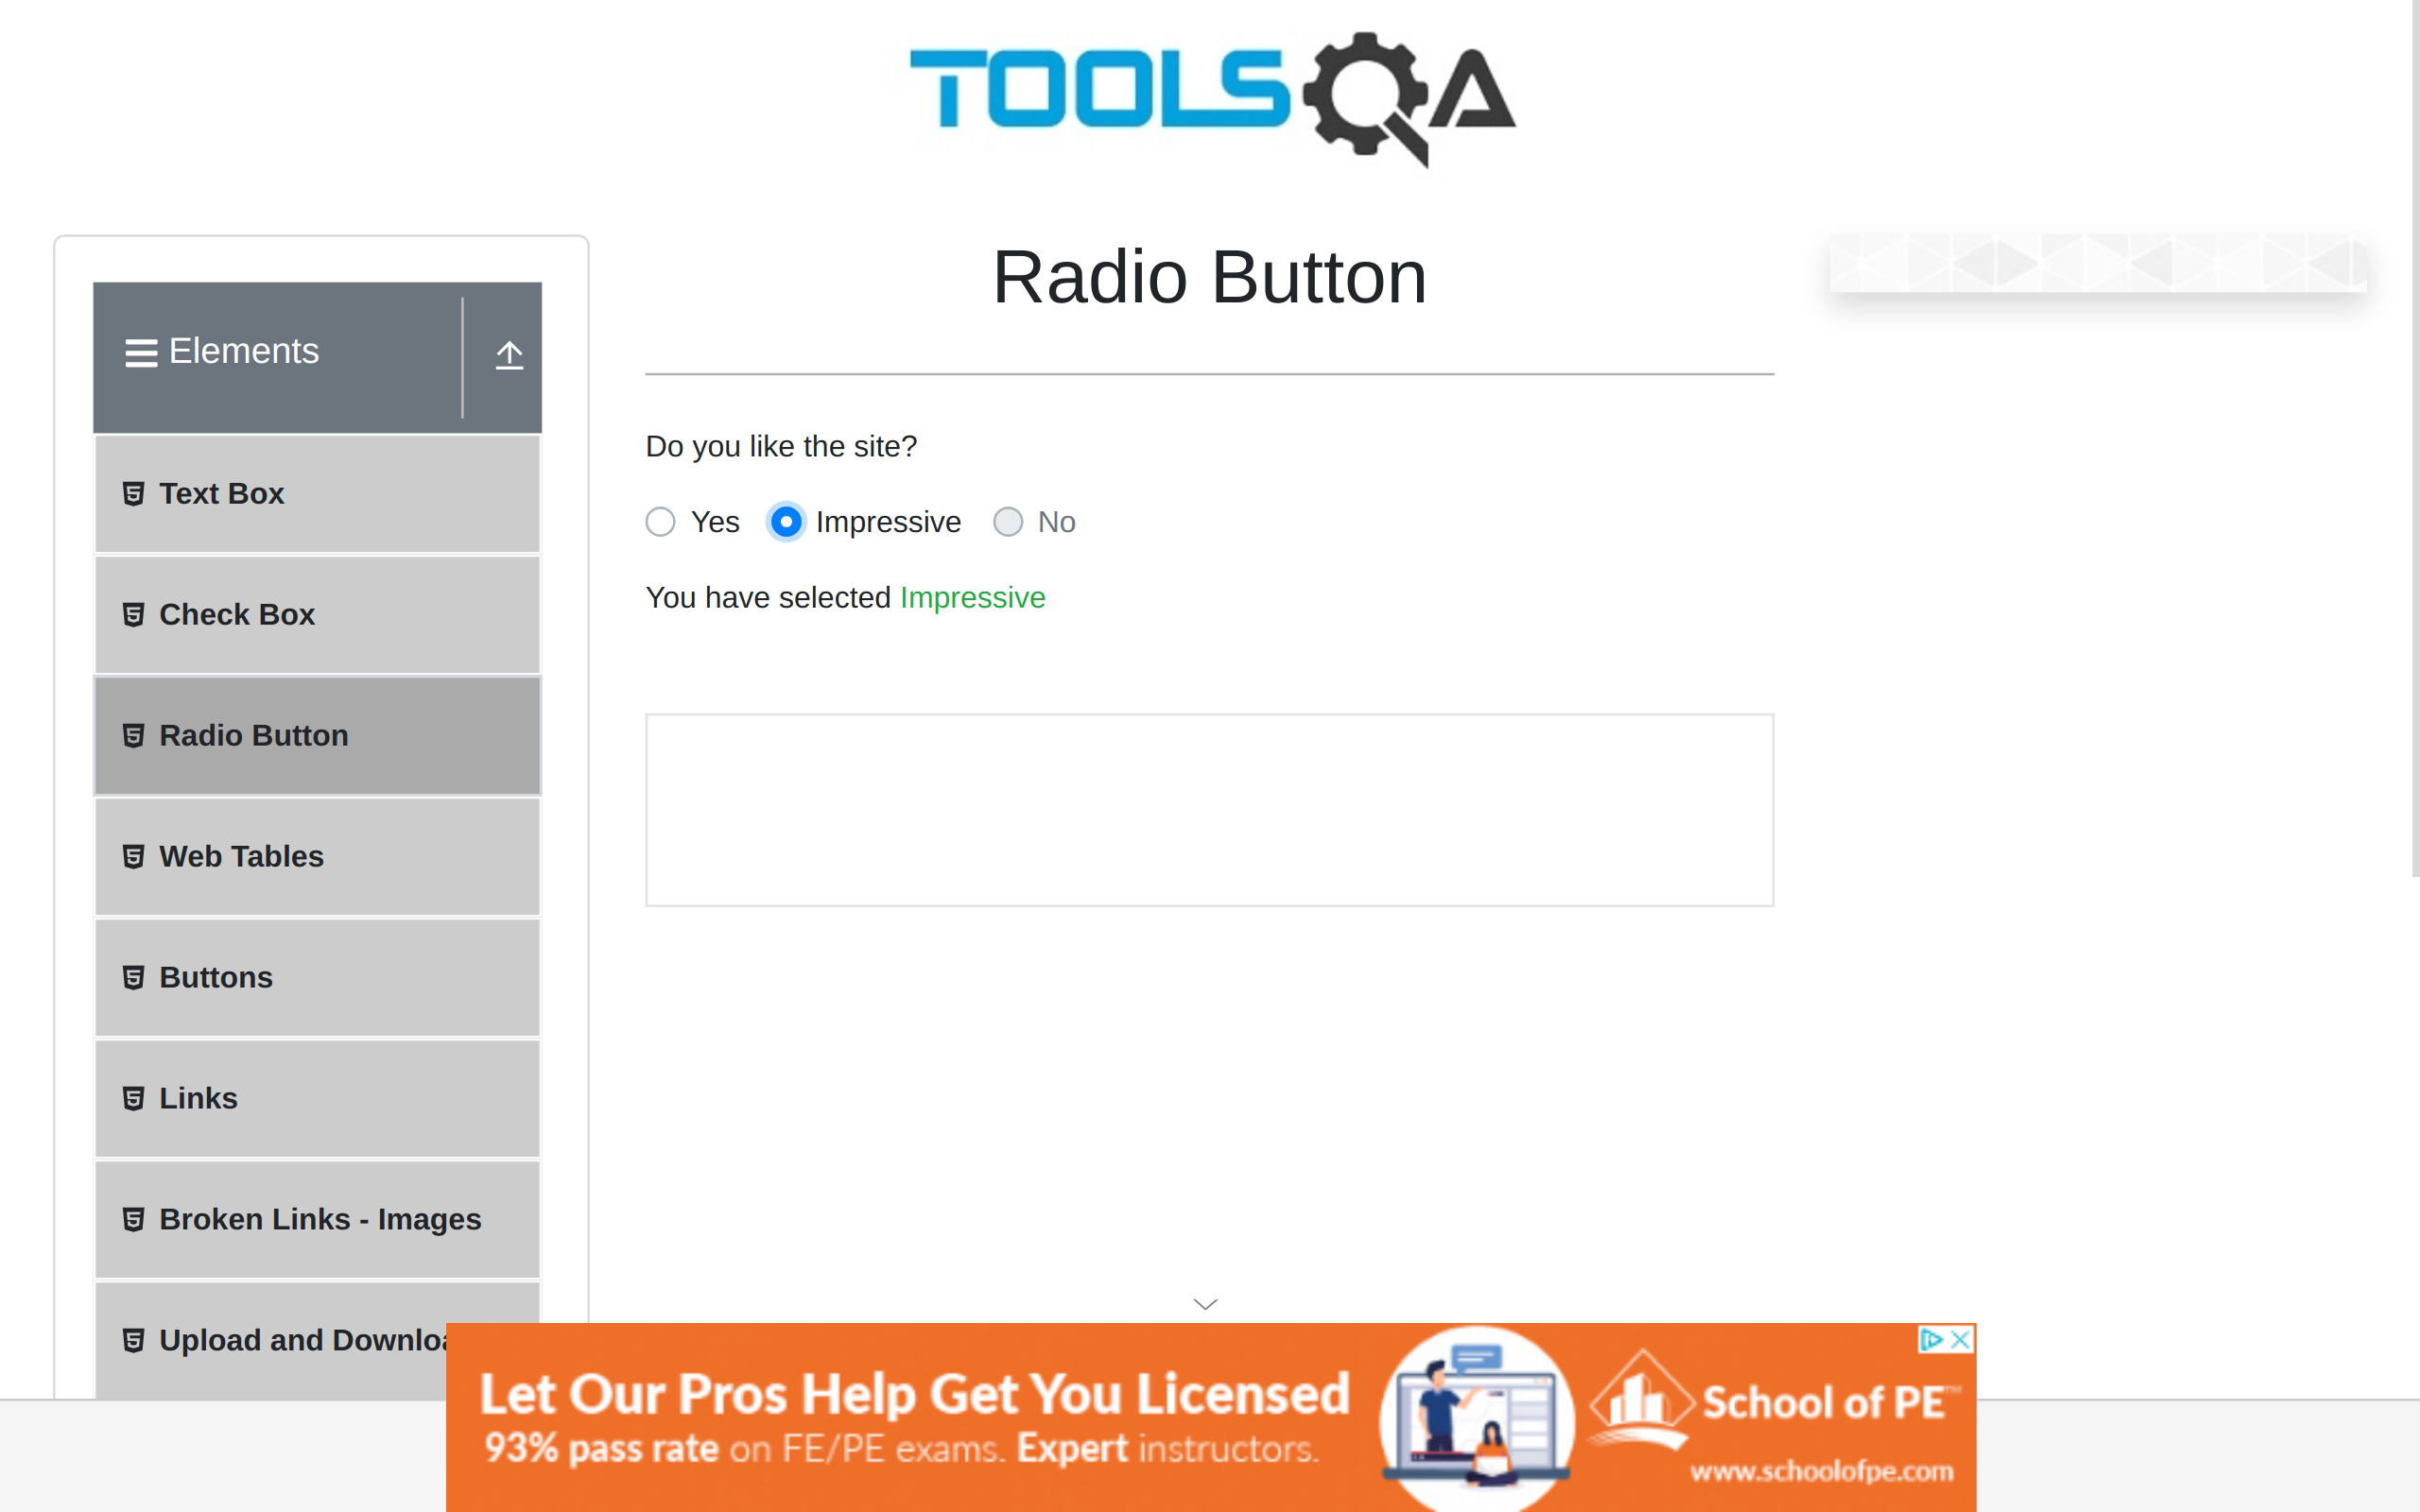 TOOLSQA
Radio Button
Elements
Text Box
Check Box
Radio Button
Web Tables
Buttons
Links
Broken Links - Images
Upload and Downloa
Do you like the site?
Yes Impressive No
You have selected Impressive
Let Our Pros Help Get You Licensed
93% pass rate on FE/PE exams. Expert instructors.
School of PE™
www.schoolofpe.com